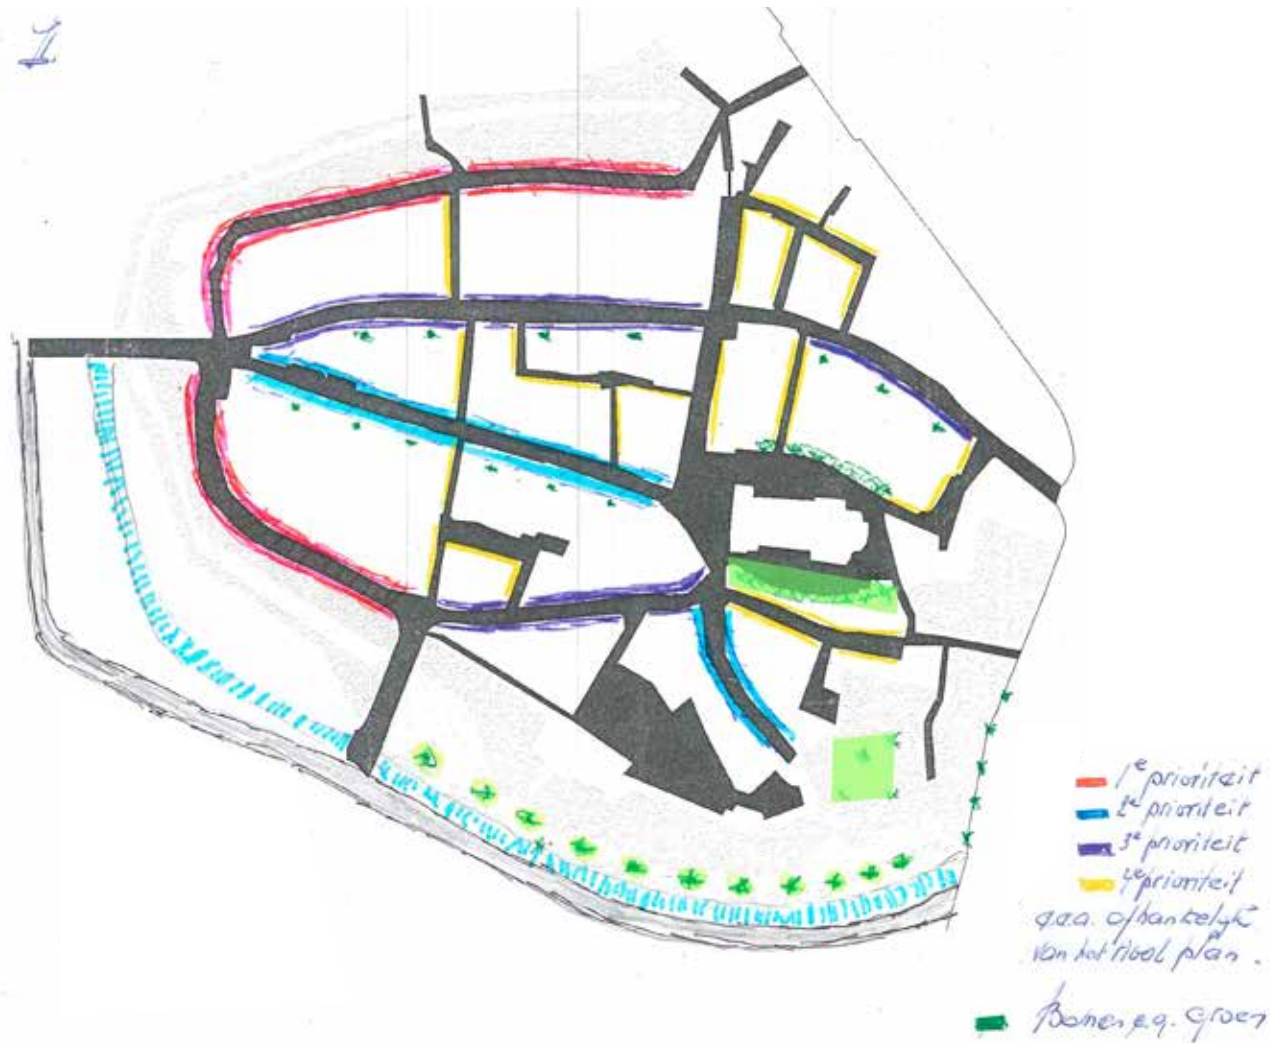 1
1e prioriteit
2e prioriteit
3e prioriteit
4e prioriteit
afhankelijk
van het riool plan.
Bomen e.g. Groen